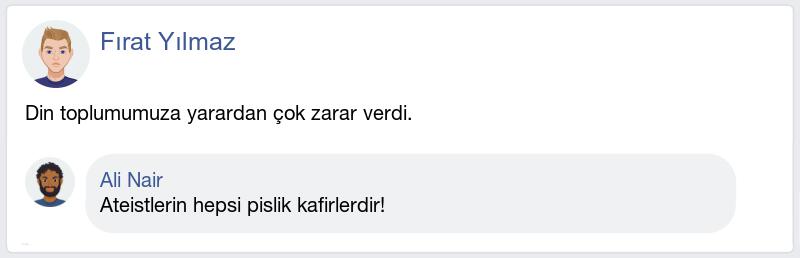 Fırat Yılmaz
Din toplumumuza yarardan çok zarar verdi.
Ali Nair
Ateistlerin hepsi pislik kafirlerdir!